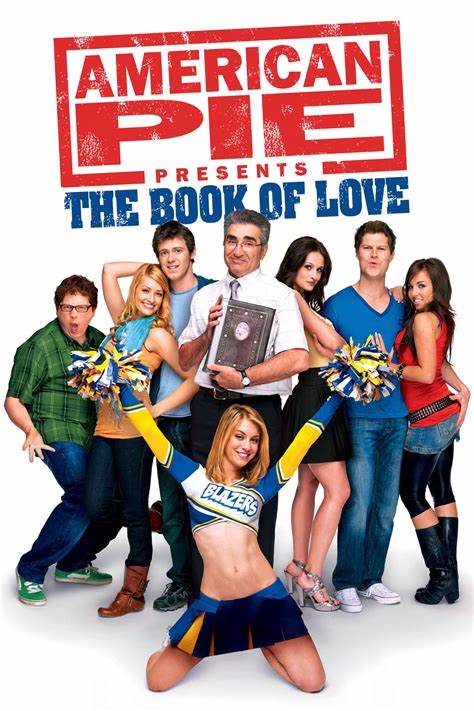 AMERICAN
PIE
PRESENTS
THE BOOK OF LOVE
BLAZERS